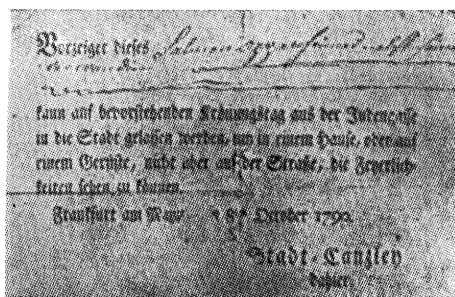 Vorzeiger dieses
kann auf bevorstehenden Krönungstag aus der Judengasse
in die Stadt gelassen werden, um in einem Hause, oder auf
einem Gerüste, nicht aber auf der Straße, die Feyerlich-
keiten sehen zu können.
Frankfurt am Mayn October 1790.
Stadt-Canzley
dahier.